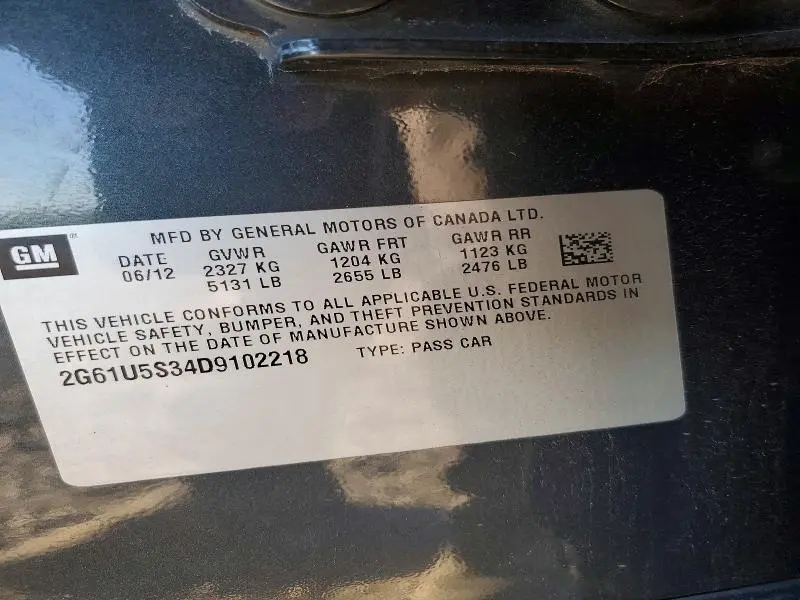 GM®
MFD BY GENERAL MOTORS OF CANADA LTD.
DATE GVWR GAWR FRT GAWR RR
06/12 2327 KG 1204 KG 1123 KG
5131 LB 2655 LB 2476 LB
THIS VEHICLE CONFORMS TO ALL APPLICABLE U.S. FEDERAL MOTOR
VEHICLE SAFETY, BUMPER, AND THEFT PREVENTION STANDARDS IN
EFFECT ON THE DATE OF MANUFACTURE SHOWN ABOVE.
2G61U5S34D9102218 TYPE: PASS CAR